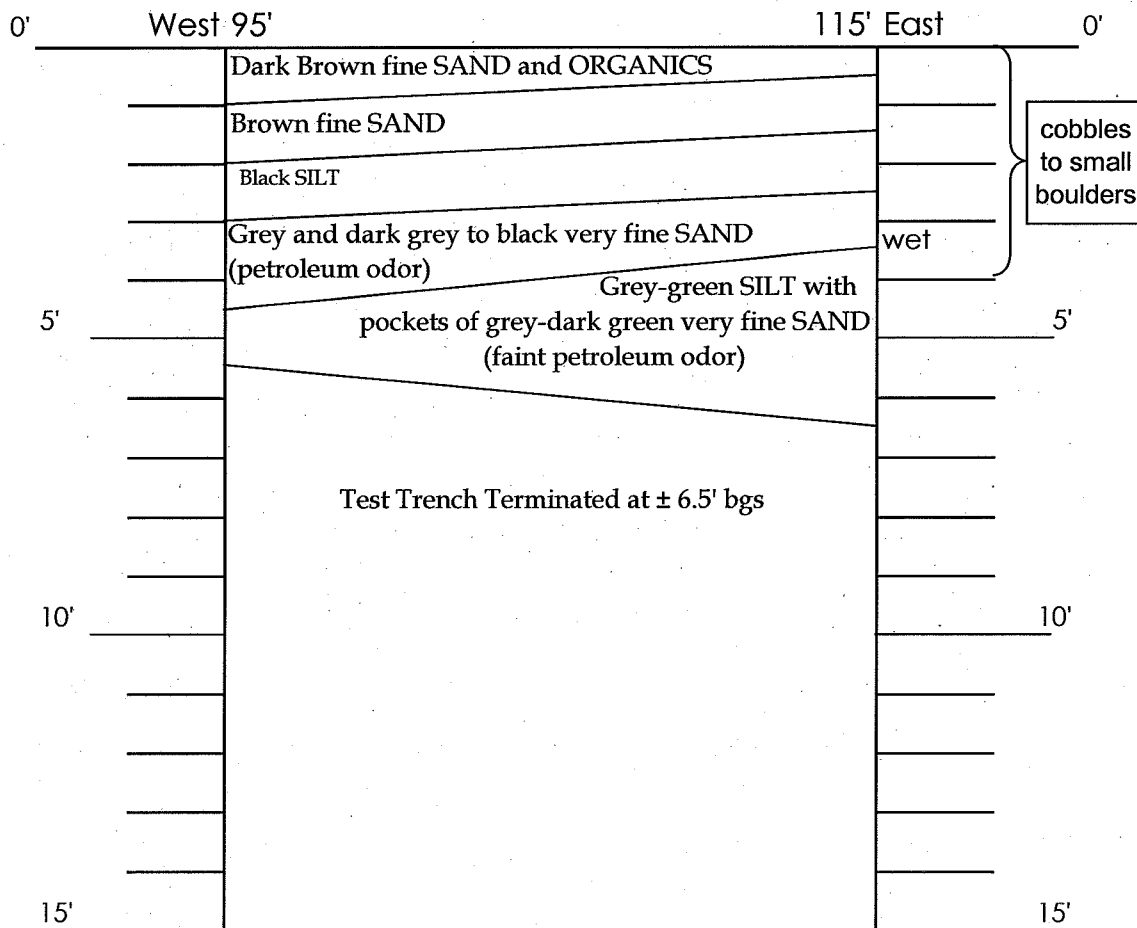 0' West 95' 115' East 0'
Dark Brown fine SAND and ORGANICS
Brown fine SAND
cobbles
to small
boulders
Black SILT
Grey and dark grey to black very fine SAND
(petroleum odor)
wet
Grey-green SILT with
pockets of grey-dark green very fine SAND
(faint petroleum odor)
5' 5'
Test Trench Terminated at ± 6.5' bgs
10' 10'
15' 15'